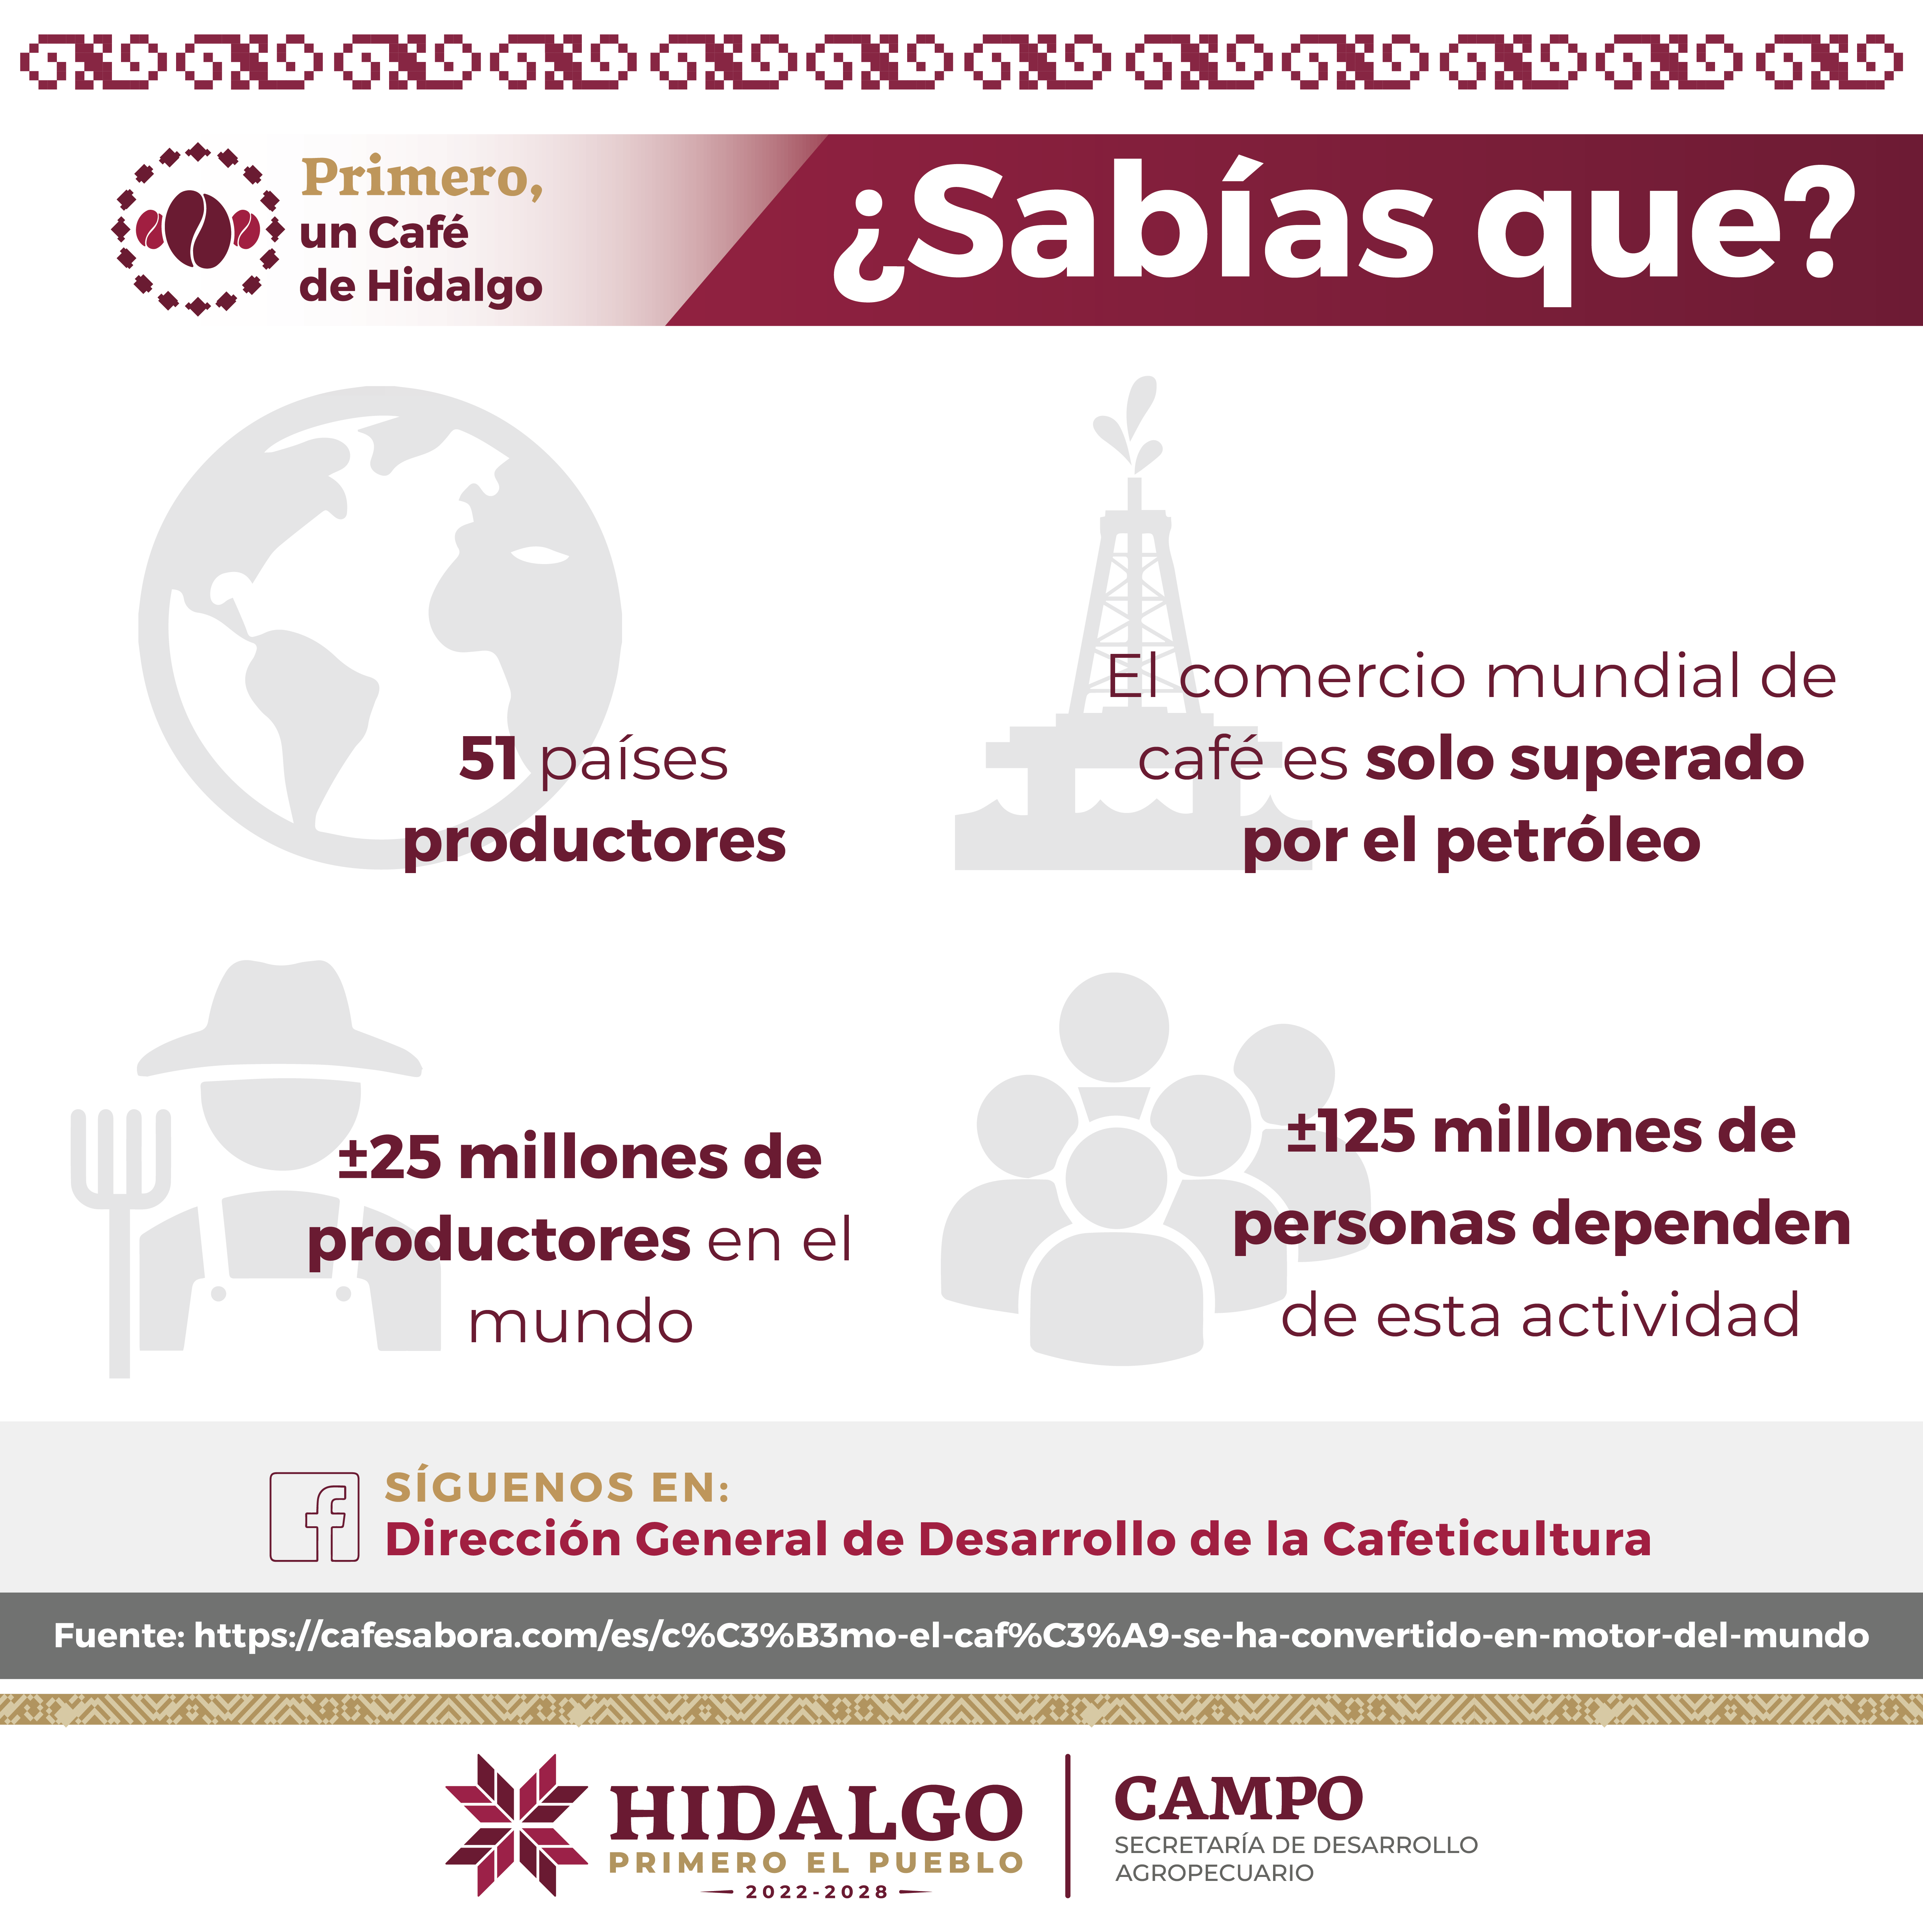 Primero,
un Café
de Hidalgo
¿Sabías que?
51 países
productores
El comercio mundial de
café es solo superado
por el petróleo
±25 millones de
productores en el
mundo
±125 millones de
personas dependen
de esta actividad
SÍGUENOS EN:
Dirección General de Desarrollo de la Cafeticultura
Fuente: https://cafesabora.com/es/c%C3%B3mo-el-caf%C3%A9-se-ha-convertido-en-motor-del-mundo
HIDALGO
PRIMERO EL PUEBLO
2022-2028
CAMPO
SECRETARÍA DE DESARROLLO
AGROPECUARIO